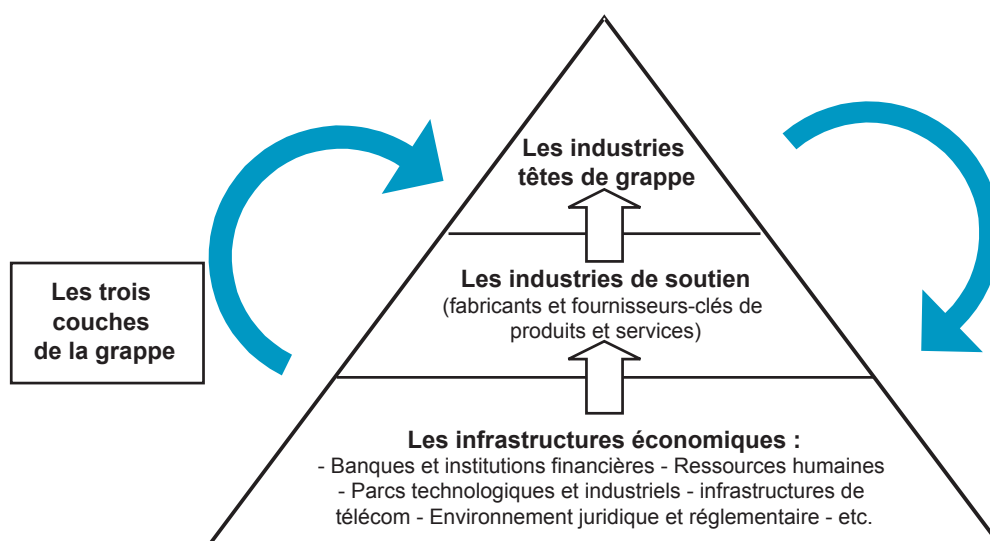 Les industries
têtes de grappe
Les industries de soutien
(fabricants et fournisseurs-clés de
produits et services)
Les trois
couches
de la grappe
Les infrastructures économiques :
- Banques et institutions financières - Ressources humaines
- Parcs technologiques et industriels - infrastructures de
télécom - Environnement juridique et réglementaire - etc.